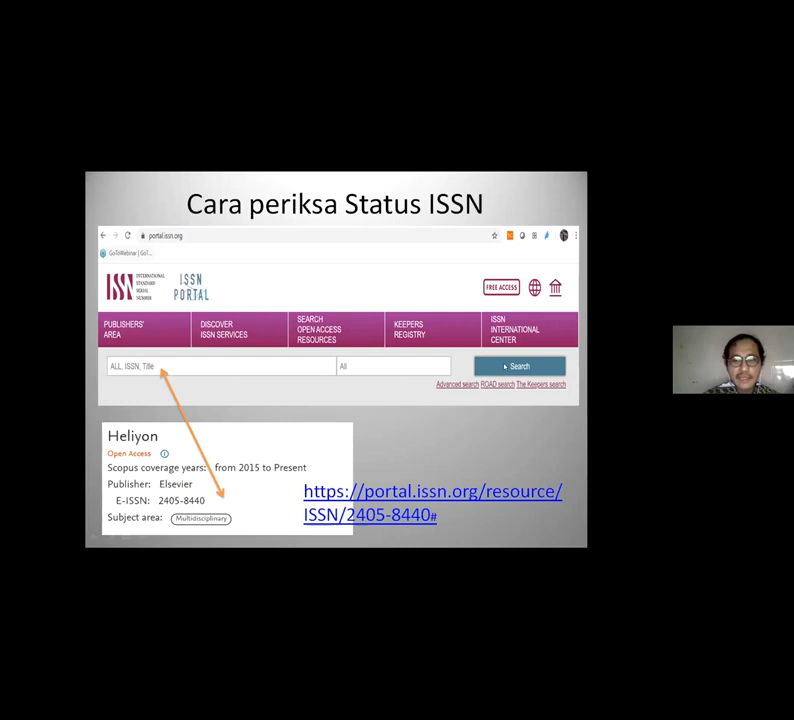 Cara periksa Status ISSN
portal.issn.org
GoToWebinar | GoT...
ISSN
INTERNATIONAL
STANDARD
SERIAL
NUMBER
ISSN
PORTAL
FREE ACCESS
PUBLISHERS'
AREA
DISCOVER
ISSN SERVICES
SEARCH
OPEN ACCESS
RESOURCES
KEEPERS
REGISTRY
ISSN
INTERNATIONAL
CENTER
ALL, ISSN, Title
All
Search
Advanced search ROAD search The Keepers search
Heliyon
Open Access
Scopus coverage years: from 2015 to Present
Publisher: Elsevier
E-ISSN: 2405-8440
Subject area: Multidisciplinary
https://portal.issn.org/resource/
ISSN/2405-8440#